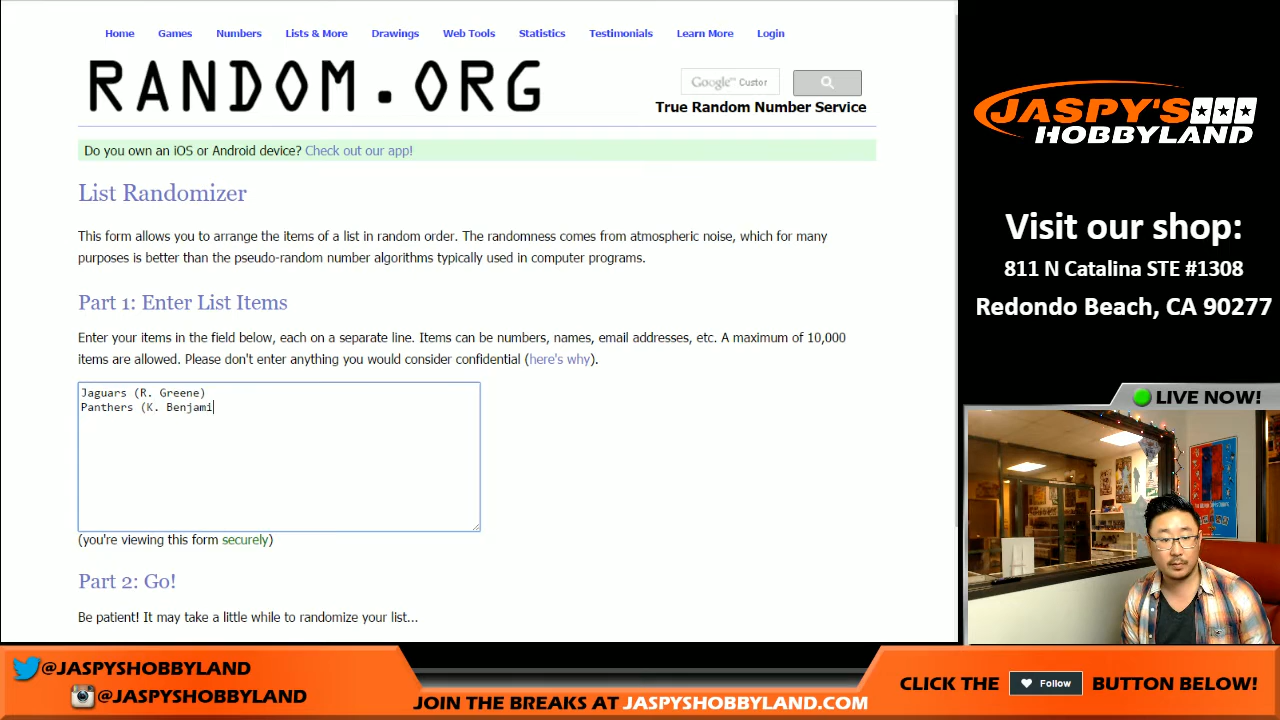 Home Games Numbers Lists & More Drawings Web Tools Statistics Testimonials Learn More Login
RANDOM.ORG
Google™ Custor
True Random Number Service
Do you own an iOS or Android device? Check out our app!
List Randomizer
This form allows you to arrange the items of a list in random order. The randomness comes from atmospheric noise, which for many
purposes is better than the pseudo-random number algorithms typically used in computer programs.
Part 1: Enter List Items
Enter your items in the field below, each on a separate line. Items can be numbers, names, email addresses, etc. A maximum of 10,000
items are allowed. Please don't enter anything you would consider confidential (here's why).
Jaguars (R. Greene)
Panthers (K. Benjami
(you're viewing this form securely)
Part 2: Go!
Be patient! It may take a little while to randomize your list...
JASPY'S
HOBBYLAND
Visit our shop:
811 N Catalina STE #1308
Redondo Beach, CA 90277
LIVE NOW!
@JASPYSHOBBYLAND
@JASPYSHOBBYLAND
JOIN THE BREAKS AT JASPYSHOBBYLAND.COM
CLICK THE Follow BUTTON BELOW!